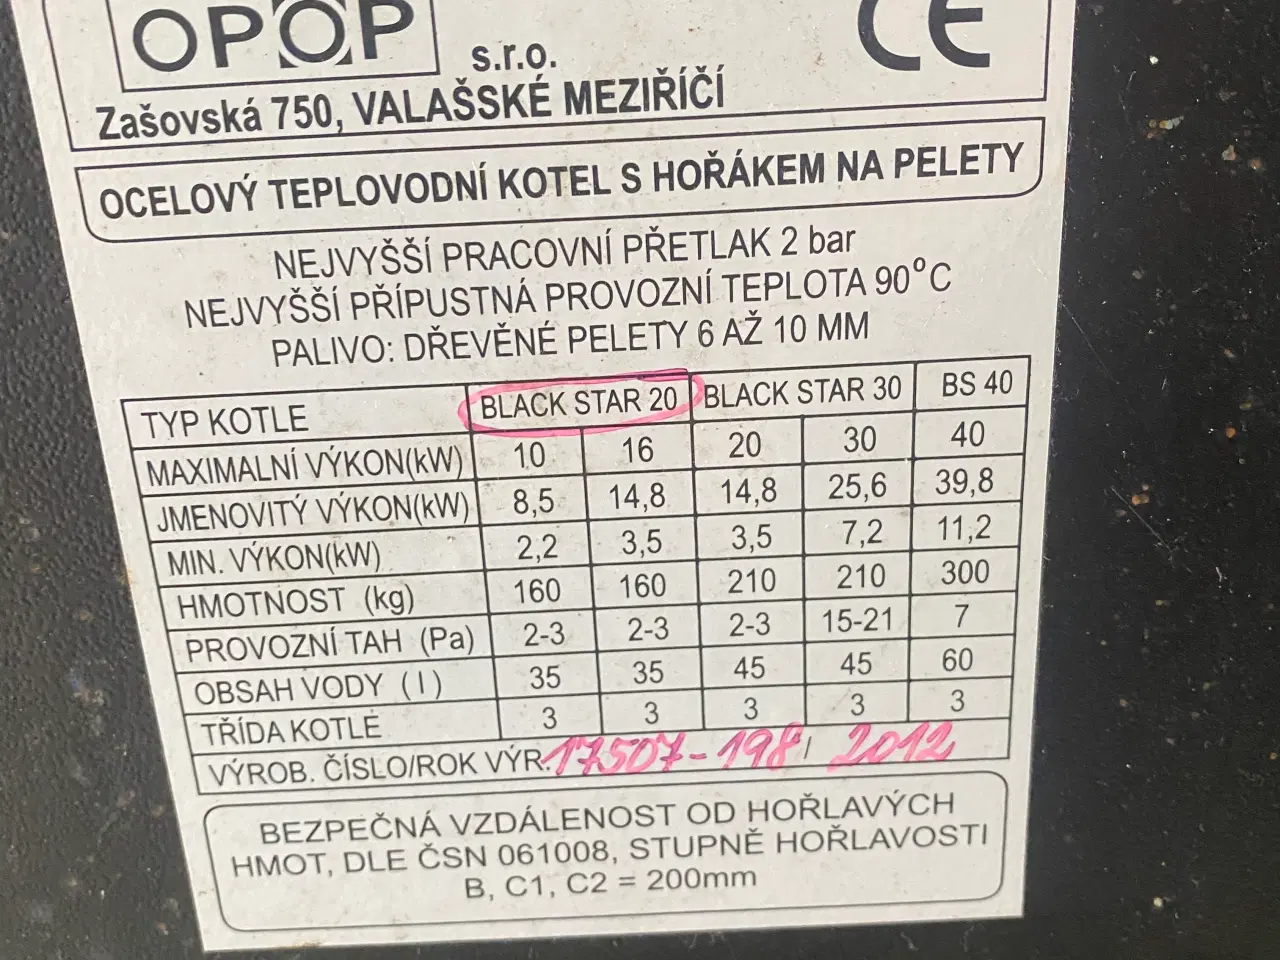 OPOP
s.r.o.
CE
Zašovská 750, VALAŠSKÉ MEZIŘÍČÍ
OCELOVÝ TEPLOVODNÍ KOTEL S HOŘÁKEM NA PELETY
NEJVYŠŠÍ PRACOVNÍ PŘETLAK 2 bar
NEJVYŠŠÍ PŘÍPUSTNÁ PROVOZNÍ TEPLOTA 90°C
PALIVO: DŘEVĚNÉ PELETY 6 AŽ 10 MM
TYP KOTLE BLACK STAR 20 BLACK STAR 30 BS 40
MAXIMALNÍ VÝKON(kW) 10 16 20 30 40
JMENOVITÝ VÝKON(kW) 8,5 14,8 14,8 25,6 39,8
MIN. VÝKON(kW) 2,2 3,5 3,5 7,2 11,2
HMOTNOST (kg) 160 160 210 210 300
PROVOZNÍ TAH (Pa) 2-3 2-3 2-3 15-21 7
OBSAH VODY (l) 35 35 45 45 60
TŘÍDA KOTLE 3 3 3 3 3
VÝROB. ČÍSLO/ROK VÝR. 17507-198 / 2012
BEZPEČNÁ VZDÁLENOST OD HOŘLAVÝCH
HMOT, DLE ČSN 061008, STUPNĚ HOŘLAVOSTI
B, C1, C2 = 200mm